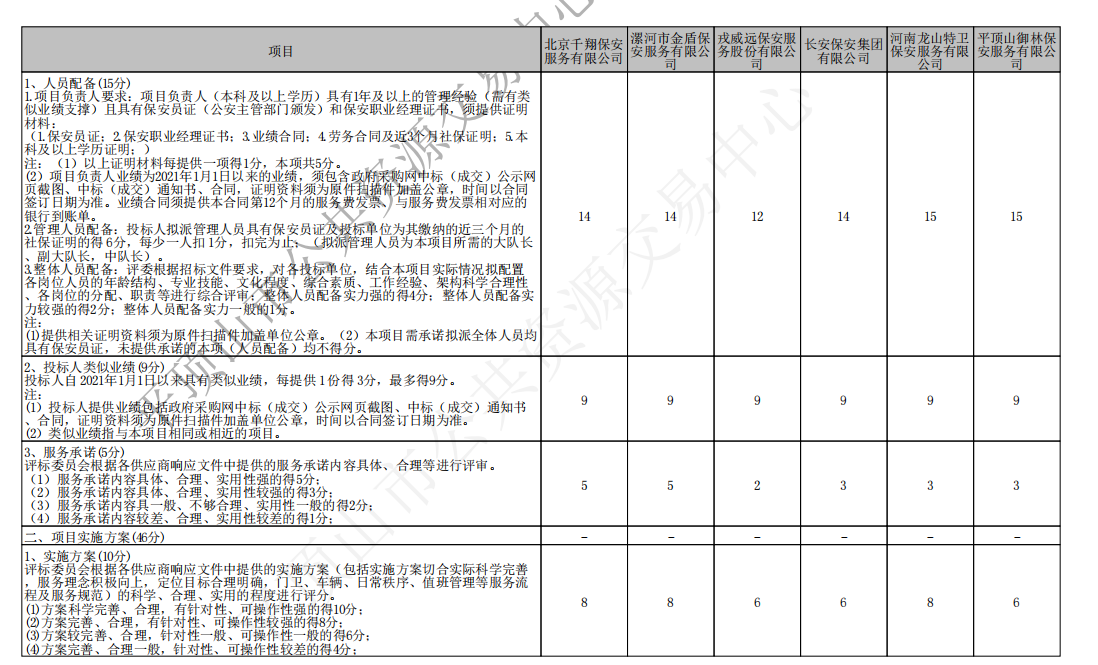 项目
北京千翔保安
服务有限公司
漯河市金盾保
安服务有限公
司
戎威远保安服
务股份有限公
司
长安保安集团
有限公司
河南龙山特卫
保安服务有限
公司
平顶山御林保
安服务有限公
司
1、人员配备(15分)
1.项目负责人要求：项目负责人（本科及以上学历）具有1年及以上的管理经验（需有类
似业绩支撑）且具有保安员证（公安主管部门颁发）和保安职业经理证书，须提供证明
材料：
（1.保安员证；2.保安职业经理证书；3.业绩合同；4.劳务合同及近3个月社保证明；5.本
科及以上学历证明；）
注：（1）以上证明材料每提供一项得1分，本项共5分。
(2）项目负责人业绩为2021年1月1日以来的业绩，须包含政府采购网中标（成交）公示网
页截图、中标（成交）通知书、合同，证明资料须为原件扫描件加盖公章，时间以合同
签订日期为准。业绩合同须提供本合同第12个月的服务费发票、与服务费发票相对应的
银行到账单。
2.管理人员配备：投标人拟派管理人员具有保安员证及投标单位为其缴纳的近三个月的
社保证明的得 6分，每少一人扣 1分，扣完为止；（拟派管理人员为本项目所需的大队长
、副大队长，中队长）。
3.整体人员配备：评委根据招标文件要求，对各投标单位，结合本项目实际情况拟配置
各岗位人员的年龄结构、专业技能、文化程度、综合素质、工作经验、架构科学合理性
、各岗位的分配、职责等进行综合评审：整体人员配备实力强的得4分；整体人员配备实
力较强的得2分；整体人员配备实力一般的1分。
注：
(1)提供相关证明资料须为原件扫描件加盖单位公章。（2）本项目需承诺拟派全体人员均
具有保安员证，未提供承诺的本项（人员配备）均不得分。
14 14 12 14 15 15
2、投标人类似业绩(9分)
投标人自 2021年1月1日以来具有类似业绩，每提供 1份得 3分，最多得9分。
注：
(1）投标人提供业绩包括政府采购网中标（成交）公示网页截图、中标（成交）通知书
、合同，证明资料须为原件扫描件加盖单位公章，时间以合同签订日期为准。
(2）类似业绩指与本项目相同或相近的项目。
9 9 9 9 9 9
3、服务承诺(5分)
评标委员会根据各供应商响应文件中提供的服务承诺内容具体、合理等进行评审。
（1）服务承诺内容具体、合理、实用性强的得5分；
（2）服务承诺内容具体、合理、实用性较强的得3分；
（3）服务承诺内容具一般、不够合理、实用性一般的得2分；
（4）服务承诺内容较差、合理、实用性较差的得1分；
5 5 2 3 3 3
二、项目实施方案(46分)
— — — — — —
1、实施方案(10分)
评标委员会根据各供应商响应文件中提供的实施方案（包括实施方案切合实际科学完善
，服务理念积极向上，定位目标合理明确，门卫、车辆、日常秩序、值班管理等服务流
程及服务规范）的科学、合理、实用的程度进行评分。
(1)方案科学完善、合理，有针对性、可操作性强的得10分；
(2)方案完善、合理，有针对性、可操作性较强的得8分；
(3)方案较完善、合理，针对性一般、可操作性一般的得6分；
(4)方案完善、合理一般，针对性、可操作性较差的得4分；
8 8 6 6 8 6
平顶山市公共资源交易中心
顶山市公共资源交易中心